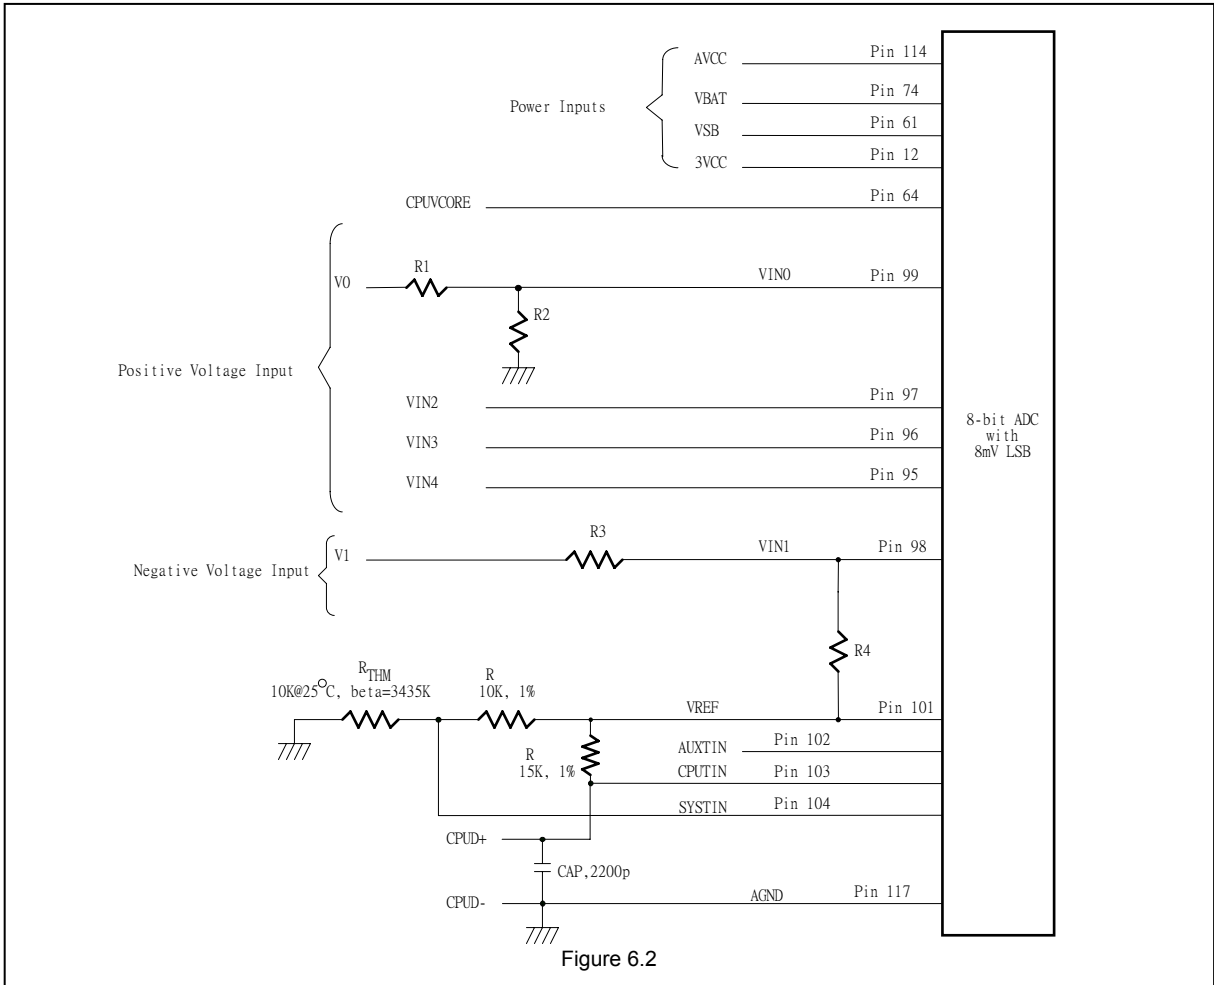 AVCC Pin 114
Power Inputs
VBAT Pin 74
VSB Pin 61
3VCC Pin 12
CPUVCORE Pin 64
R1
V0 VIN0 Pin 99
R2
Positive Voltage Input
VIN2 Pin 97
VIN3 Pin 96
VIN4 Pin 95
8-bit ADC
with
8mV LSB
R3
V1 VIN1 Pin 98
Negative Voltage Input
R4
RTHM
10K@25°C, beta=3435K
R
10K, 1%
VREF Pin 101
R
15K, 1%
AUXTIN Pin 102
CPUTIN Pin 103
SYSTIN Pin 104
CPUD+
CAP,2200p
CPUD- AGND Pin 117
Figure 6.2